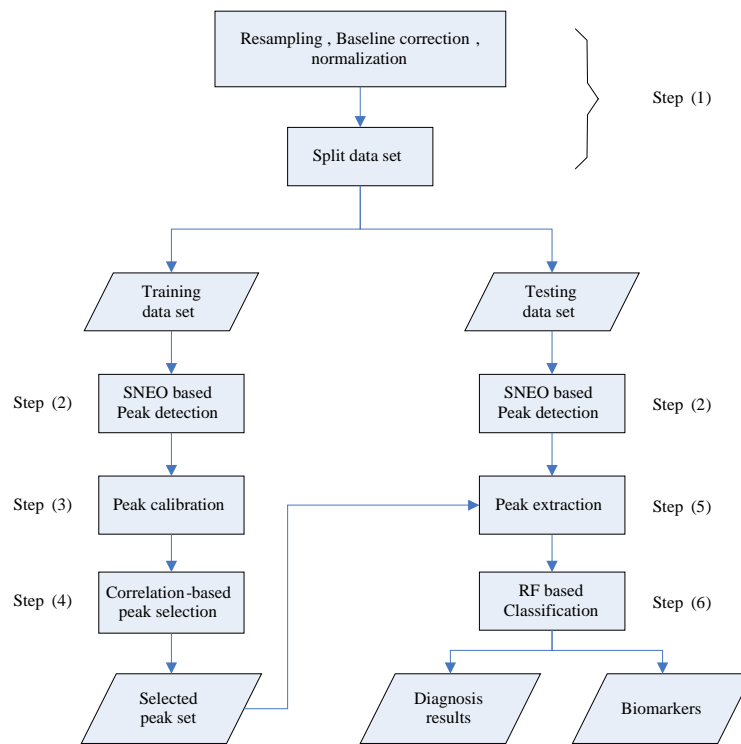 Resampling , Baseline correction ,
normalization
Step (1)
Split data set
Training
data set
Testing
data set
Step (2)
SNEO based
Peak detection
SNEO based
Peak detection
Step (2)
Step (3)
Peak calibration
Peak extraction
Step (5)
Step (4)
Correlation-based
peak selection
RF based
Classification
Step (6)
Selected
peak set
Diagnosis
results
Biomarkers